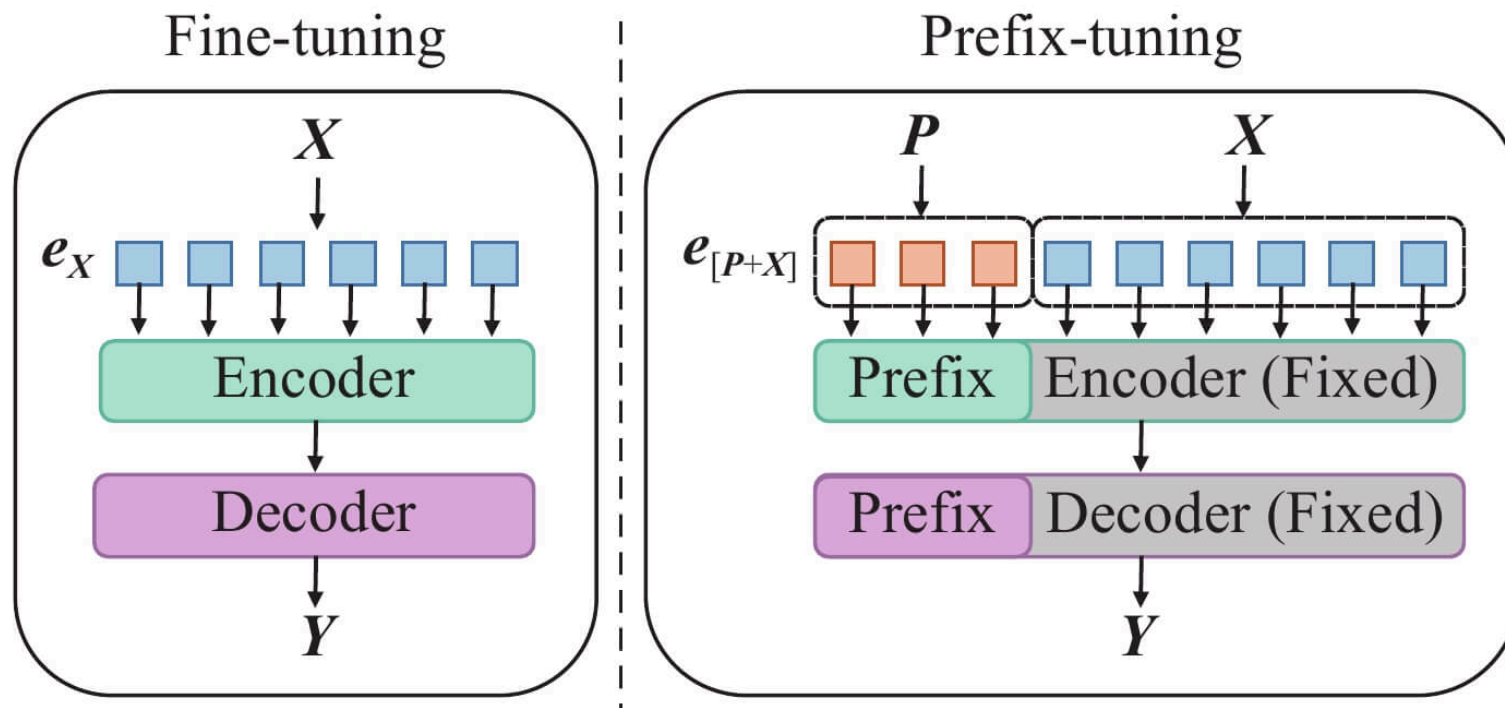 Fine-tuning
X
e_X
Encoder
Decoder
Y
Prefix-tuning
P X
e_[P+X]
Prefix Encoder (Fixed)
Prefix Decoder (Fixed)
Y